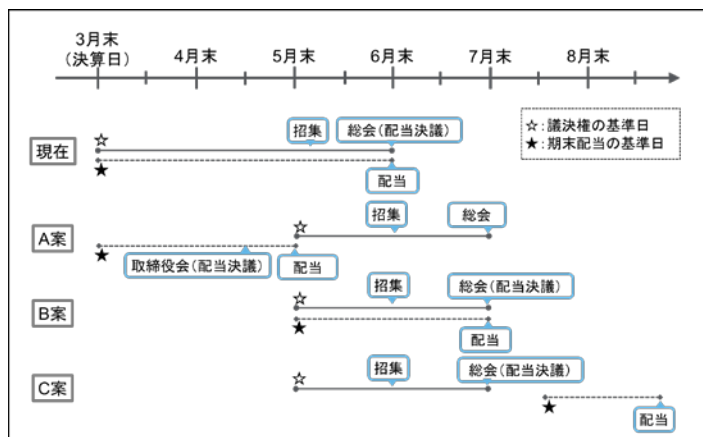 3月末
(決算日)
4月末
5月末
6月末
7月末
8月末
☆:議決権の基準日
★:期末配当の基準日
現在
☆
★
招集
総会(配当決議)
配当
A案
★
取締役会(配当決議)
配当
☆
招集
総会
B案
☆
★
招集
総会(配当決議)
配当
C案
☆
招集
総会(配当決議)
★
配当